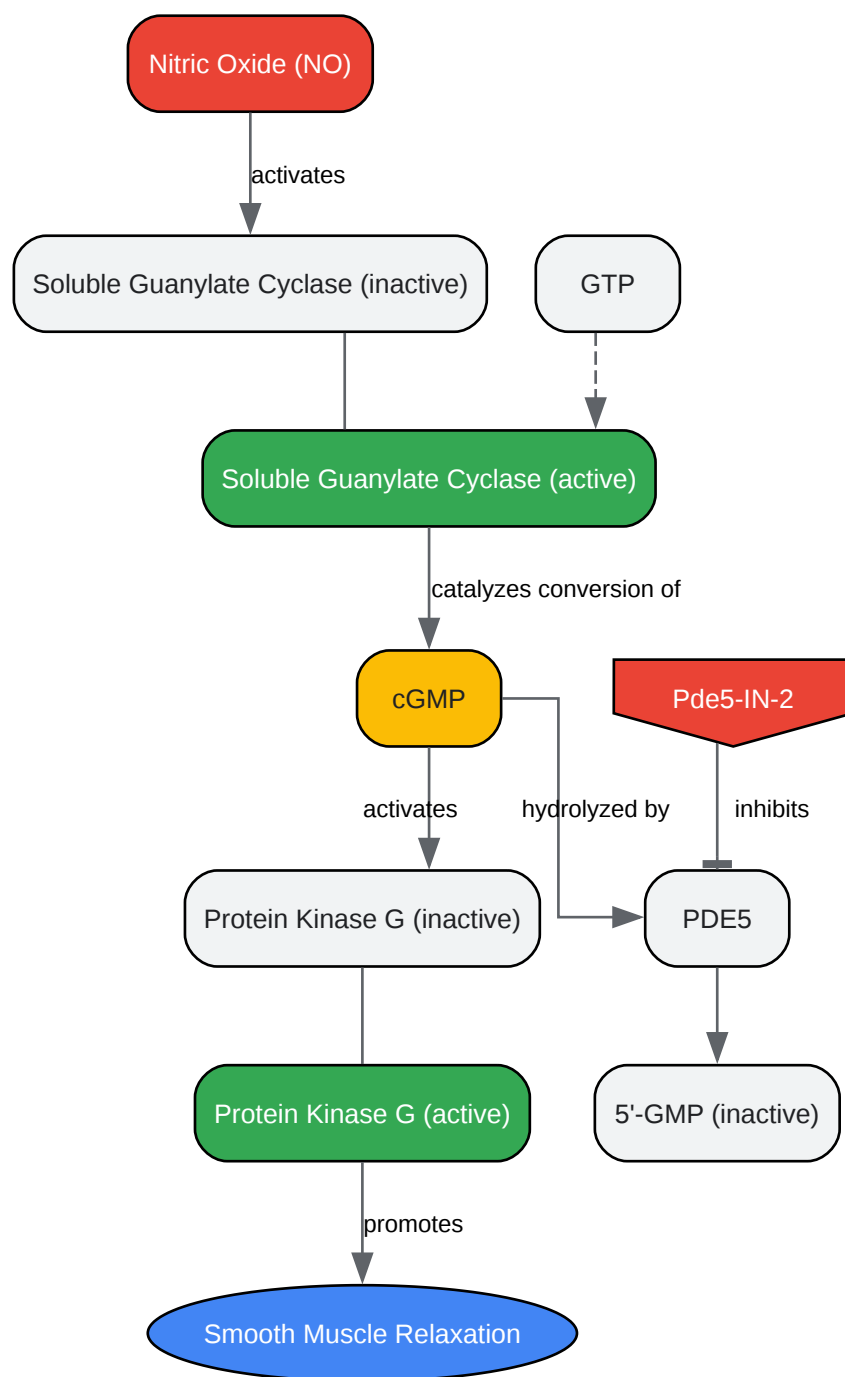 Nitric Oxide (NO)
activates
Soluble Guanylate Cyclase (inactive)
GTP
Soluble Guanylate Cyclase (active)
catalyzes conversion of
cGMP
Pde5-IN-2
activates
hydrolyzed by
inhibits
Protein Kinase G (inactive)
PDE5
Protein Kinase G (active)
5'-GMP (inactive)
promotes
Smooth Muscle Relaxation